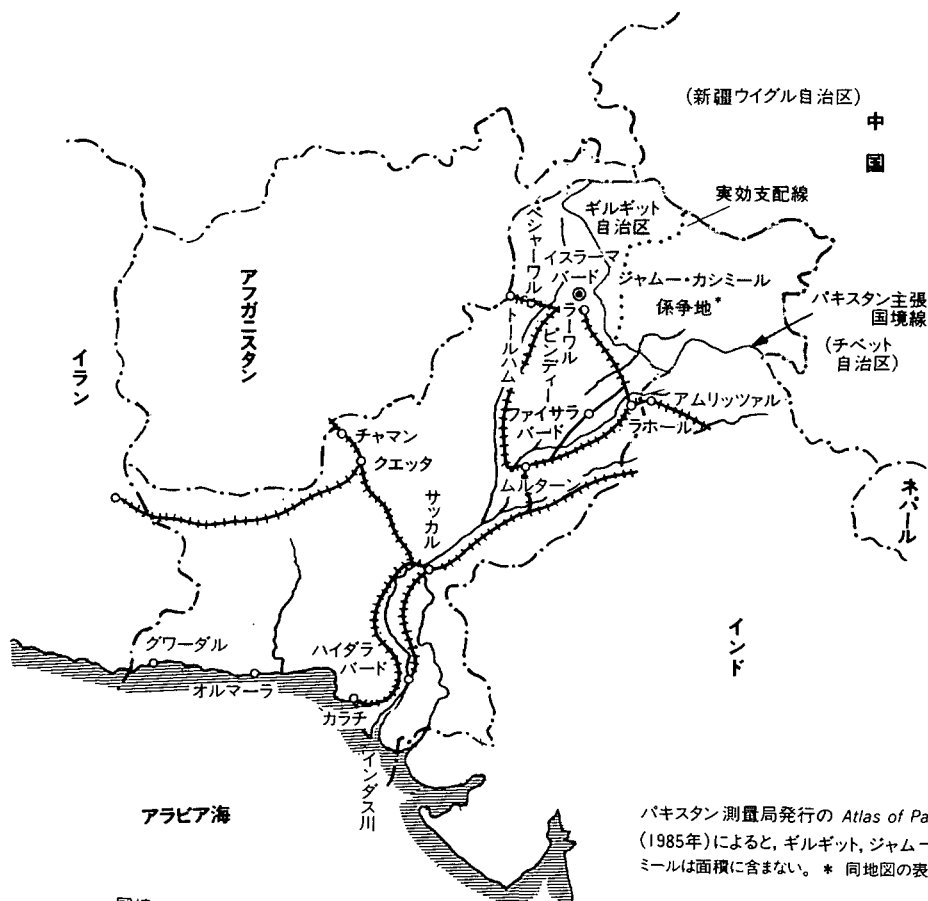 (新疆ウイグル自治区)
中国
実効支配線
ギルギット
自治区
ペシャーワル
イスラーマ
バード
ジャムー・カシミール
係争地*
パキスタン主張
国境線
(チベット
自治区)
アフガニスタン
イラン
トールハム
ラーワル
ピンディー
アムリッツァル
ファイサラ
バード
ラホール
チャマン
クエッタ
ムルターン
サッカル
ネパール
インド
グワーダル
ハイダラ
バード
オルマーラ
カラチ
インダス川
アラビア海
パキスタン測量局発行の Atlas of Pa
(1985年)によると,ギルギット,ジャムー
ミールは面積に含まない。 * 同地図の表